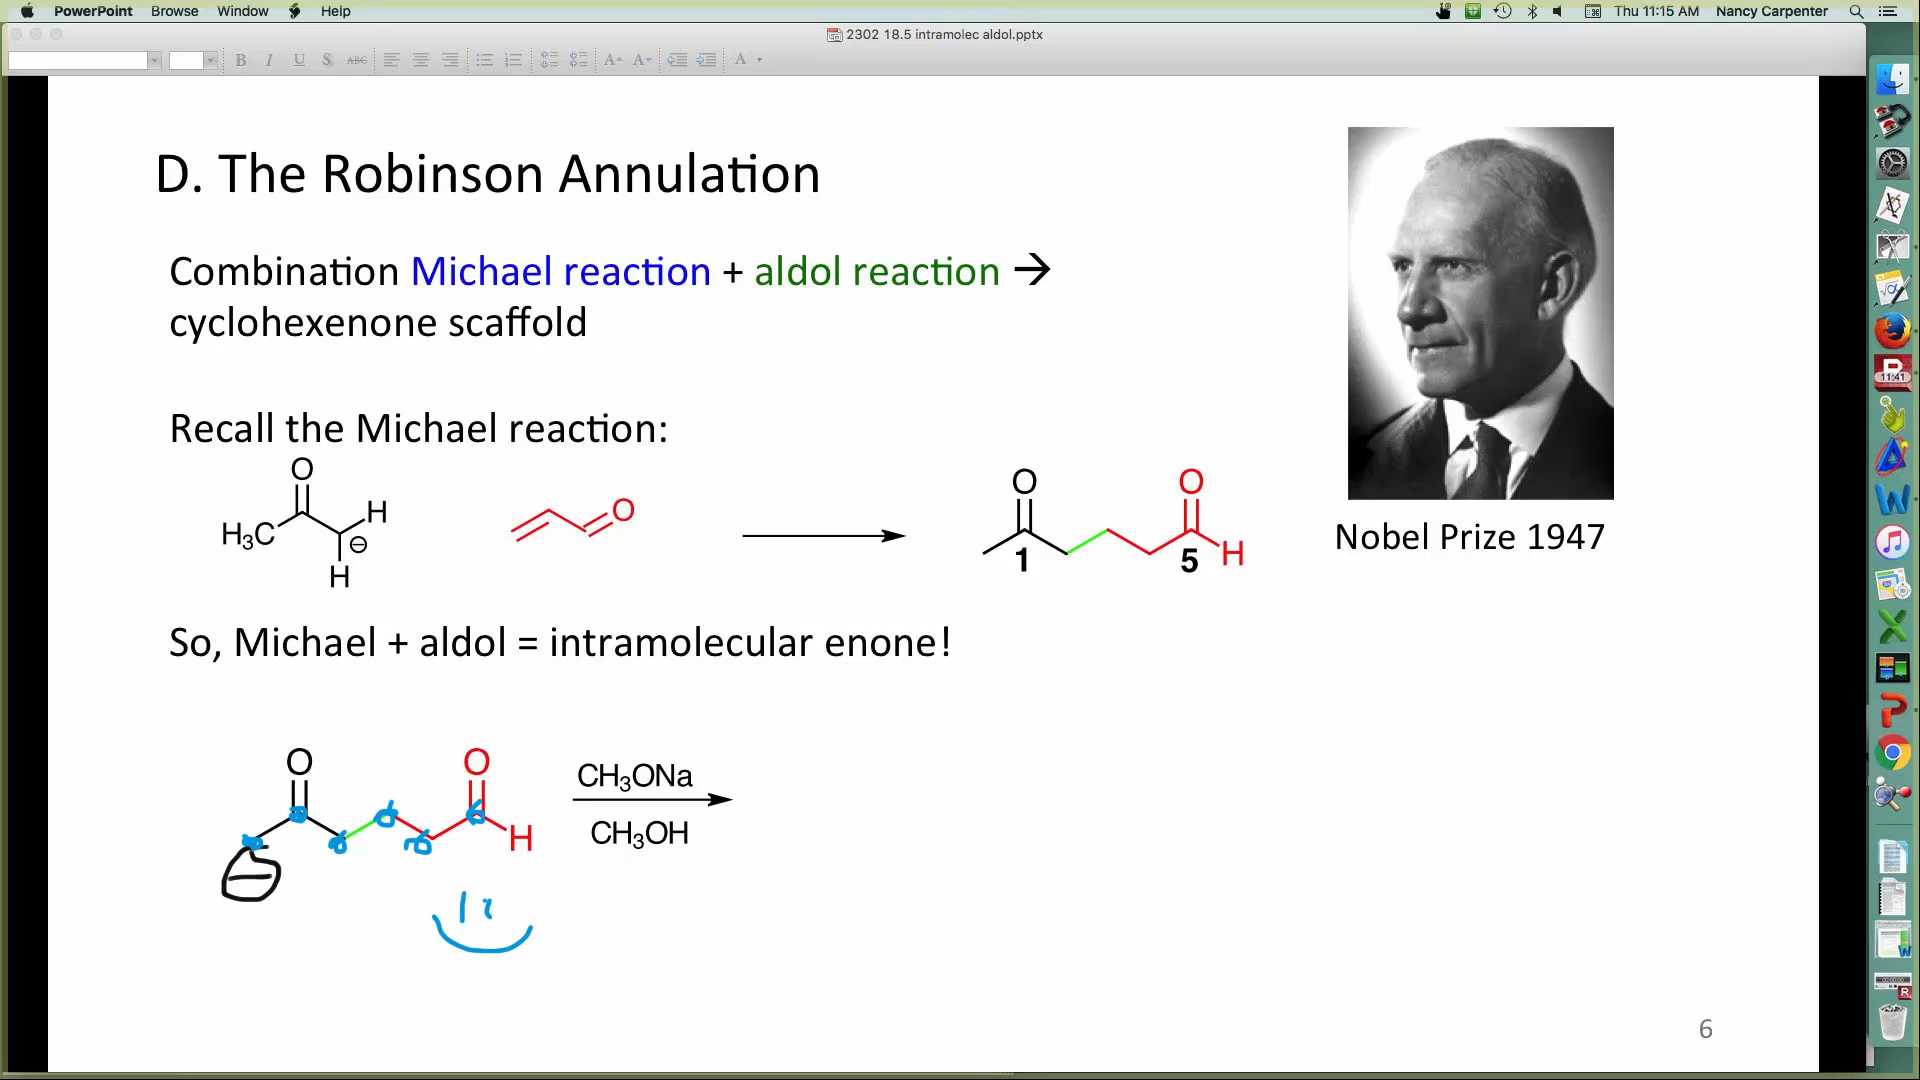 PowerPoint Browse Window Help
Thu 11:15 AM Nancy Carpenter
2302 18.5 intramolec aldol.pptx
B I U S ABC A A A
D. The Robinson Annulation
Combination Michael reaction + aldol reaction →
cyclohexenone scaffold
Recall the Michael reaction:
O
H3C
H
⊖
H
O
O
1
O
5
H
Nobel Prize 1947
So, Michael + aldol = intramolecular enone!
O
O
H
CH3ONa
CH3OH
6